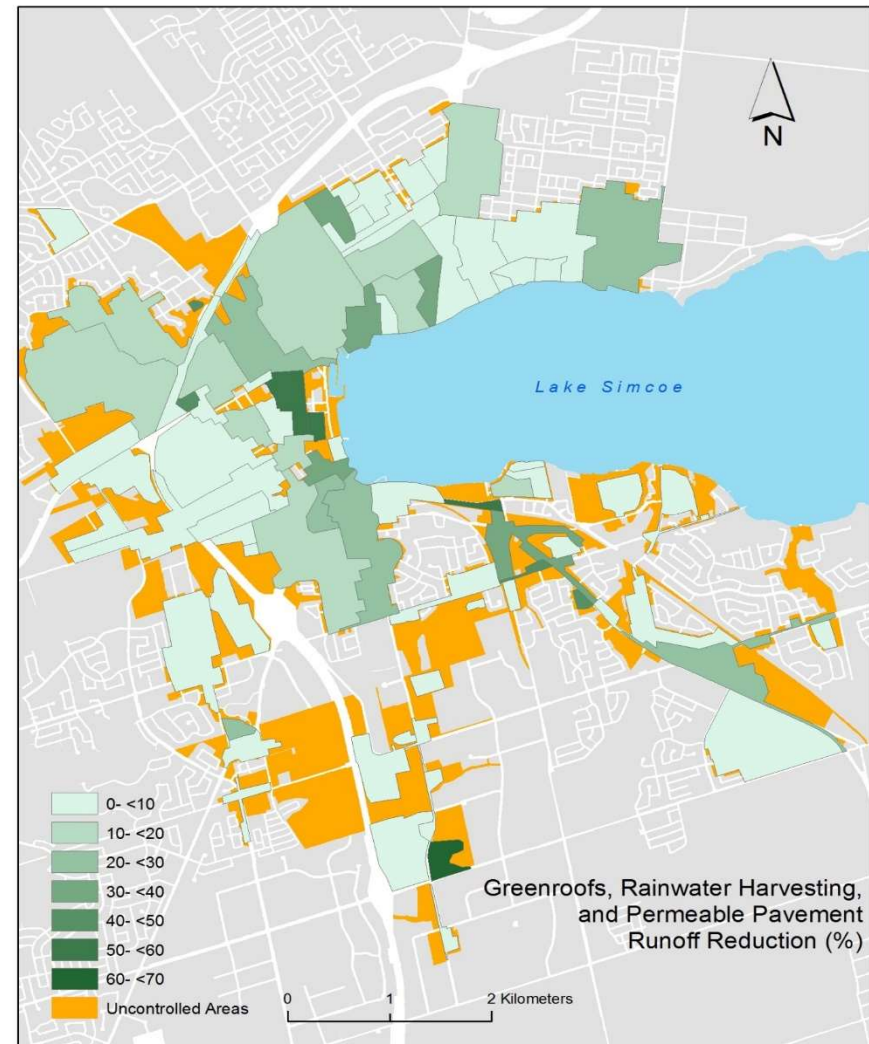 N
Lake Simcoe
0- <10
10- <20
20- <30
30- <40
40- <50
50- <60
60- <70
Uncontrolled Areas
Greenroofs, Rainwater Harvesting,
and Permeable Pavement
Runoff Reduction (%)
0 1 2 Kilometers